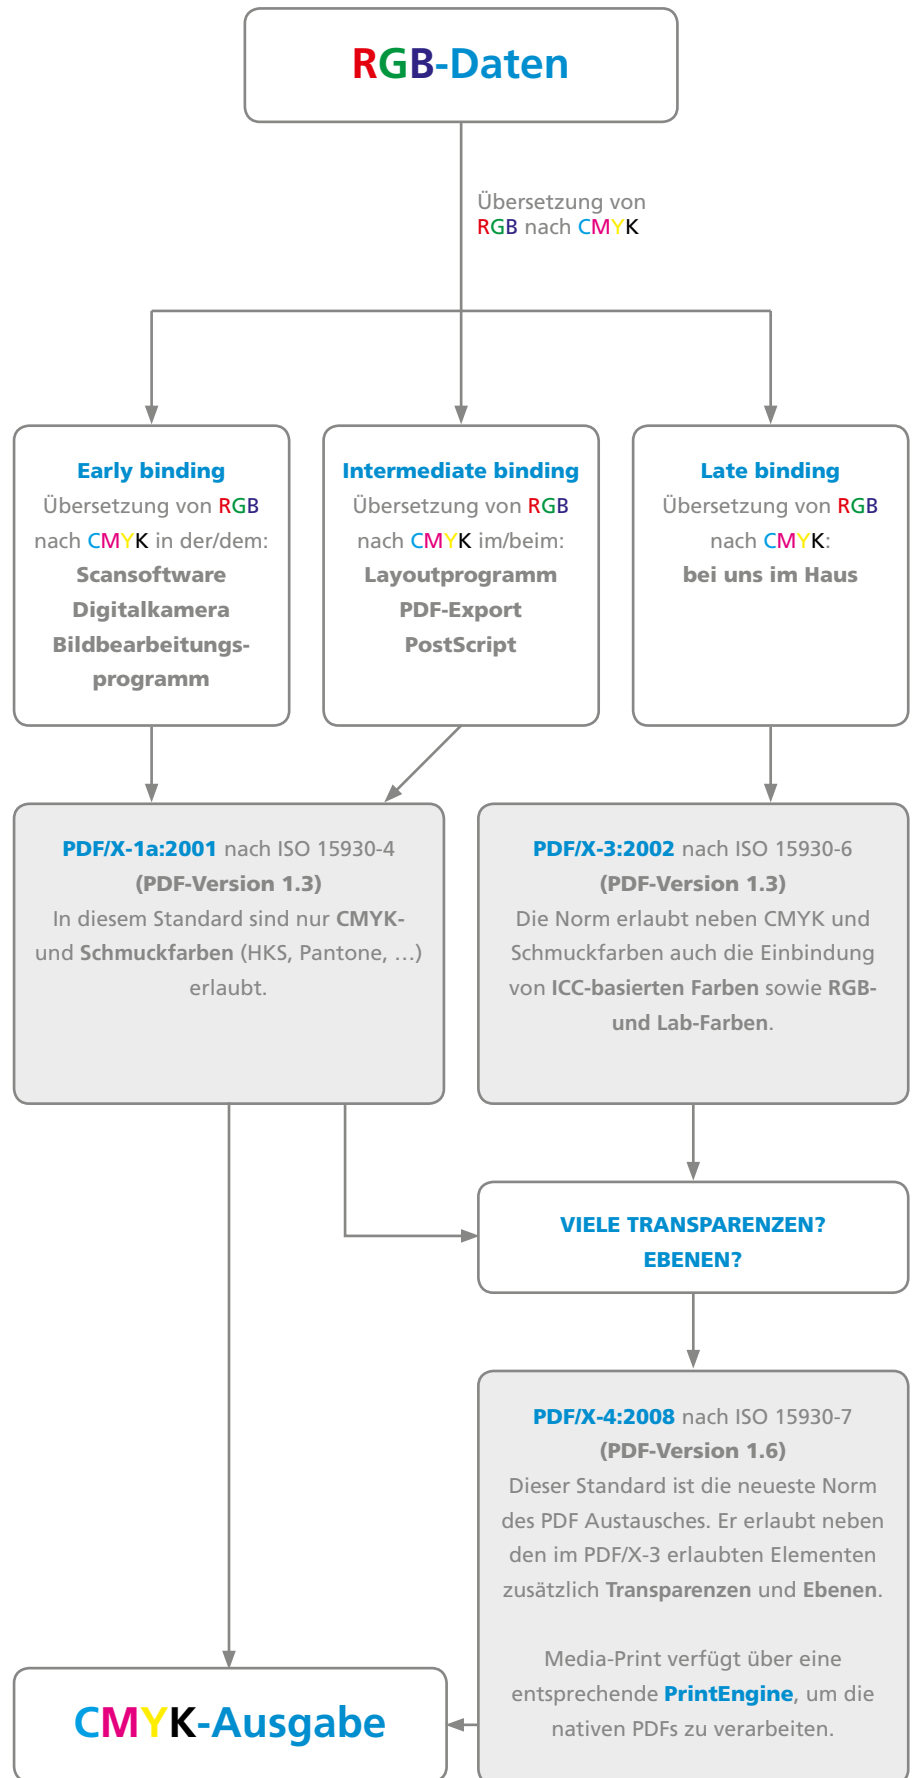 RGB-Daten
Übersetzung von
RGB nach CMYK
Early binding
Übersetzung von RGB
nach CMYK in der/dem:
Scansoftware
Digitalkamera
Bildbearbeitungs-
programm
Intermediate binding
Übersetzung von RGB
nach CMYK im/beim:
Layoutprogramm
PDF-Export
PostScript
Late binding
Übersetzung von RGB
nach CMYK:
bei uns im Haus
PDF/X-1a:2001 nach ISO 15930-4
(PDF-Version 1.3)
In diesem Standard sind nur CMYK-
und Schmuckfarben (HKS, Pantone, …)
erlaubt.
PDF/X-3:2002 nach ISO 15930-6
(PDF-Version 1.3)
Die Norm erlaubt neben CMYK und
Schmuckfarben auch die Einbindung
von ICC-basierten Farben sowie RGB-
und Lab-Farben.
VIELE TRANSPARENZEN?
EBENEN?
PDF/X-4:2008 nach ISO 15930-7
(PDF-Version 1.6)
Dieser Standard ist die neueste Norm
des PDF Austausches. Er erlaubt neben
den im PDF/X-3 erlaubten Elementen
zusätzlich Transparenzen und Ebenen.
Media-Print verfügt über eine
entsprechende PrintEngine, um die
nativen PDFs zu verarbeiten.
CMYK-Ausgabe